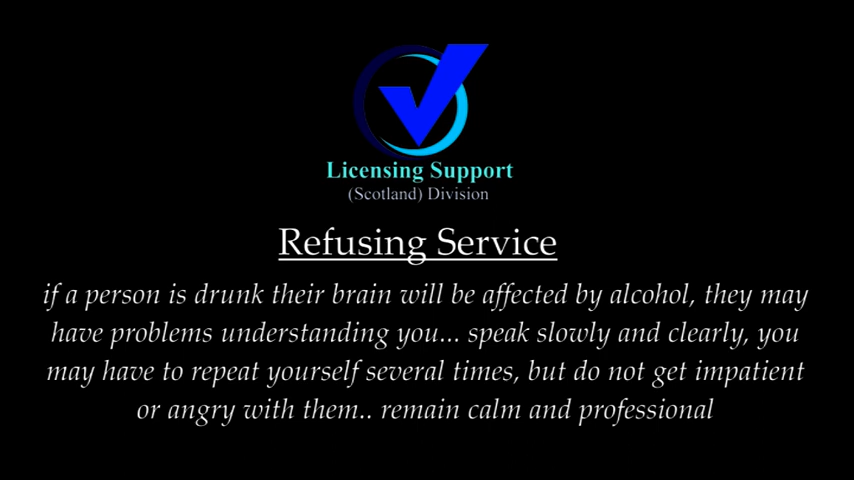 Licensing Support
(Scotland) Division
Refusing Service
if a person is drunk their brain will be affected by alcohol, they may
have problems understanding you... speak slowly and clearly, you
may have to repeat yourself several times, but do not get impatient
or angry with them.. remain calm and professional